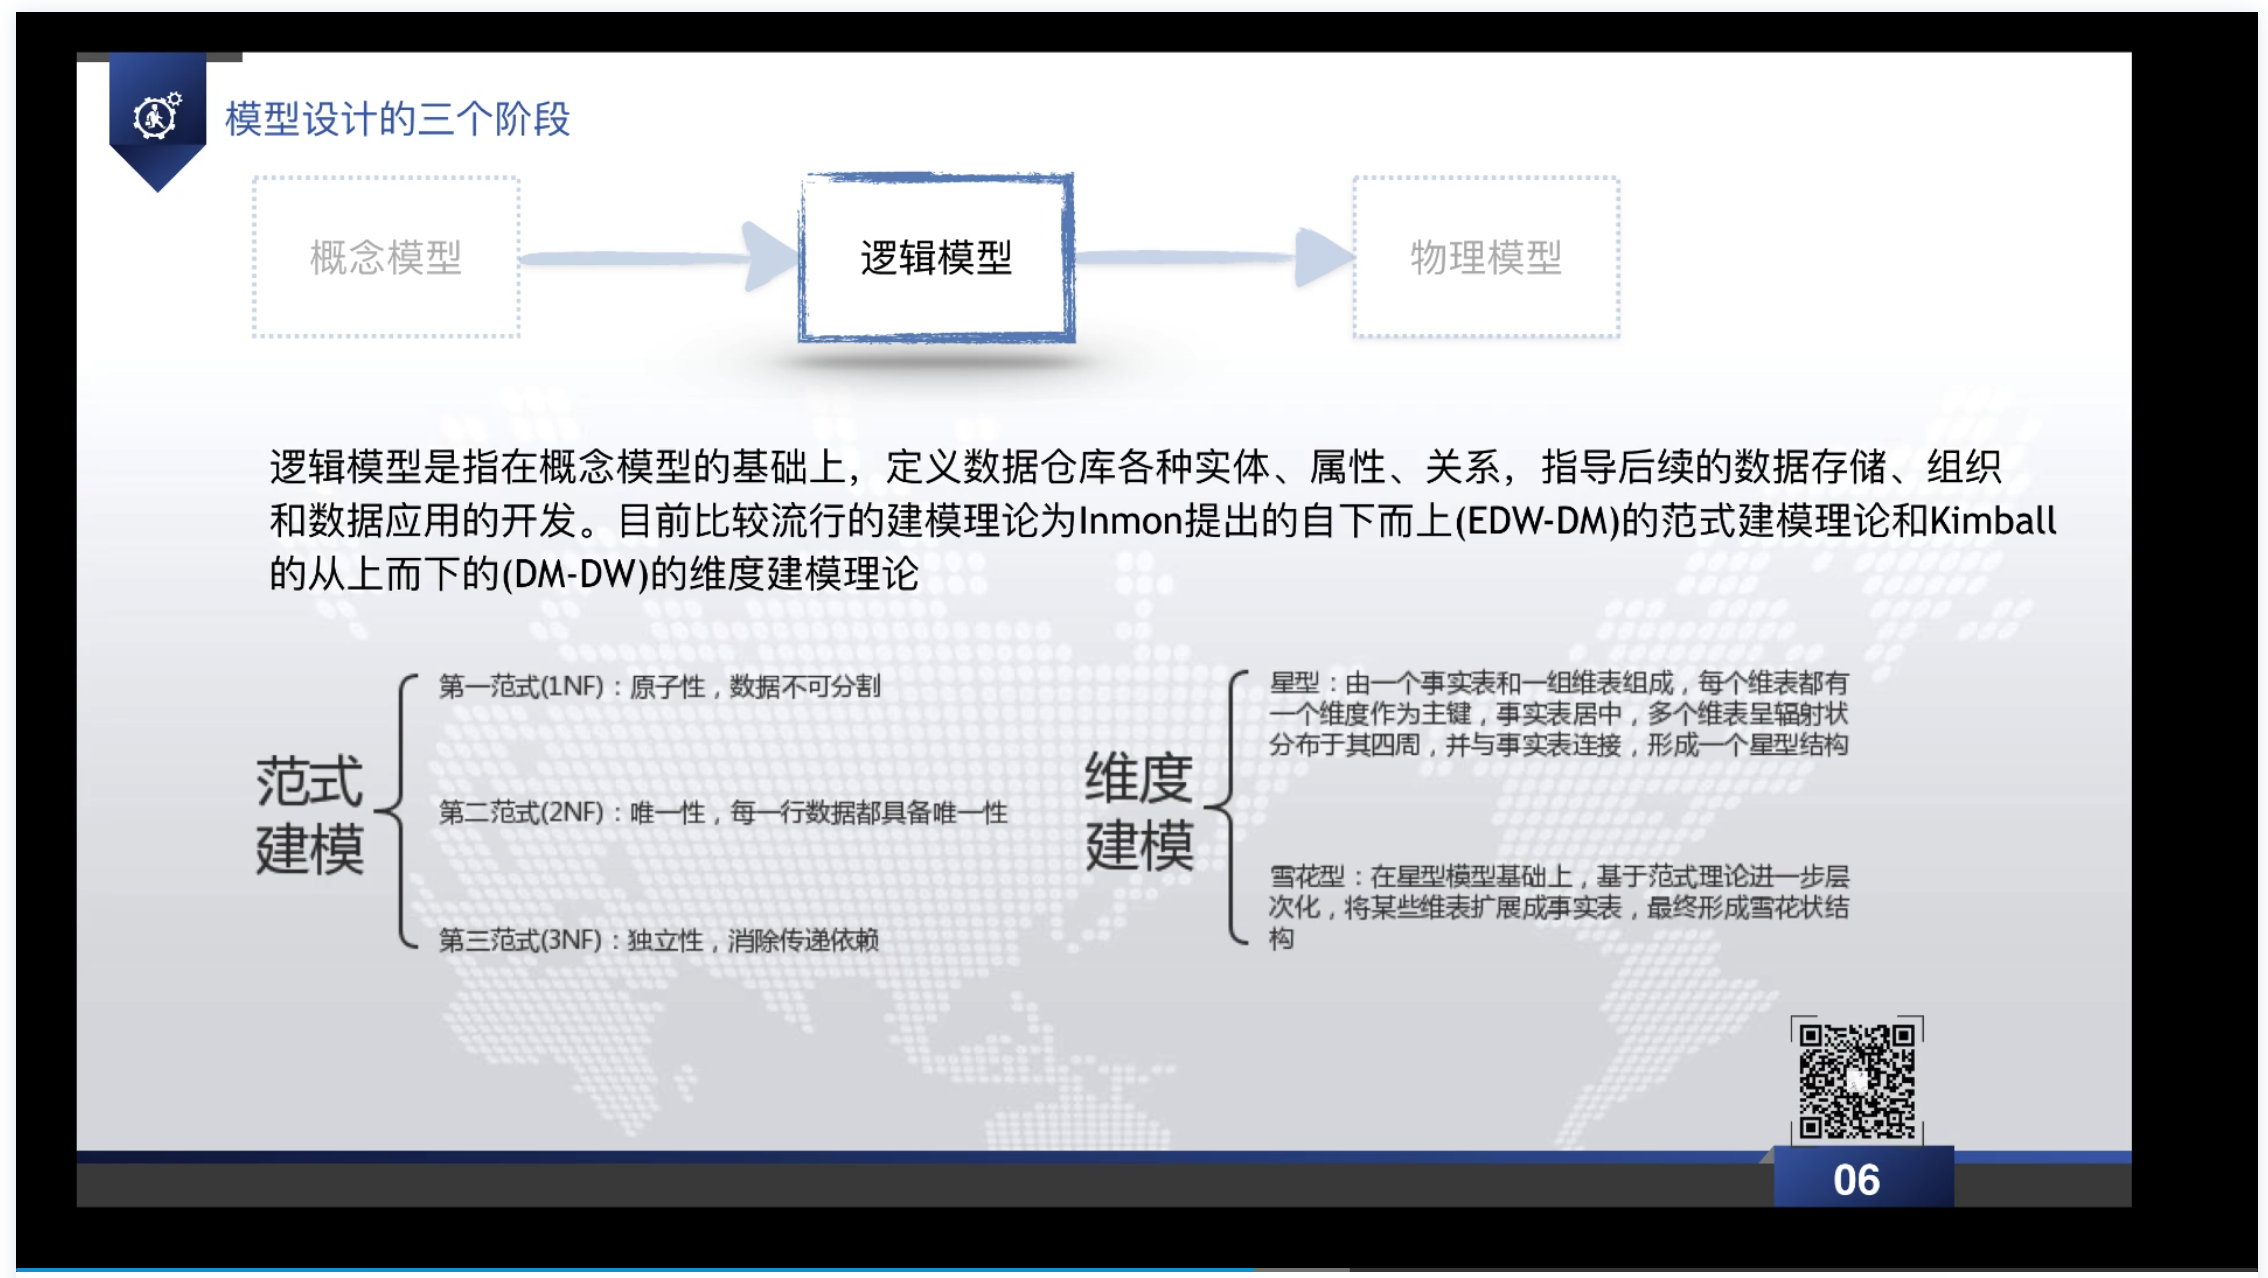 模型设计的三个阶段
概念模型
逻辑模型
物理模型
逻辑模型是指在概念模型的基础上，定义数据仓库各种实体、属性、关系，指导后续的数据存储、组织
和数据应用的开发。目前比较流行的建模理论为Inmon提出的自下而上(EDW-DM)的范式建模理论和Kimball
的从上而下的(DM-DW)的维度建模理论
范式
建模
第一范式(1NF)：原子性，数据不可分割
第二范式(2NF)：唯一性，每一行数据都具备唯一性
第三范式(3NF)：独立性，消除传递依赖
维度
建模
星型：由一个事实表和一组维表组成，每个维表都有
一个维度作为主键，事实表居中，多个维表呈辐射状
分布于其四周，并与事实表连接，形成一个星型结构
雪花型：在星型模型基础上，基于范式理论进一步层
次化，将某些维表扩展成事实表，最终形成雪花状结
构
06